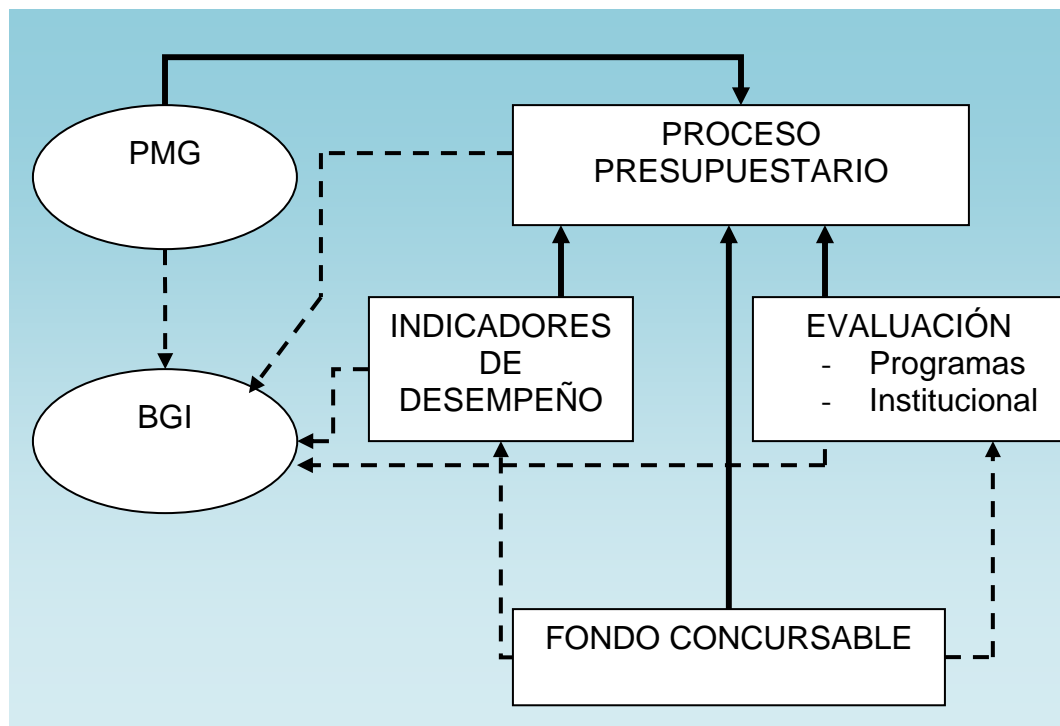 PMG
PROCESO
PRESUPUESTARIO
INDICADORES
DE
DESEMPEÑO
EVALUACIÓN
- Programas
- Institucional
BGI
FONDO CONCURSABLE